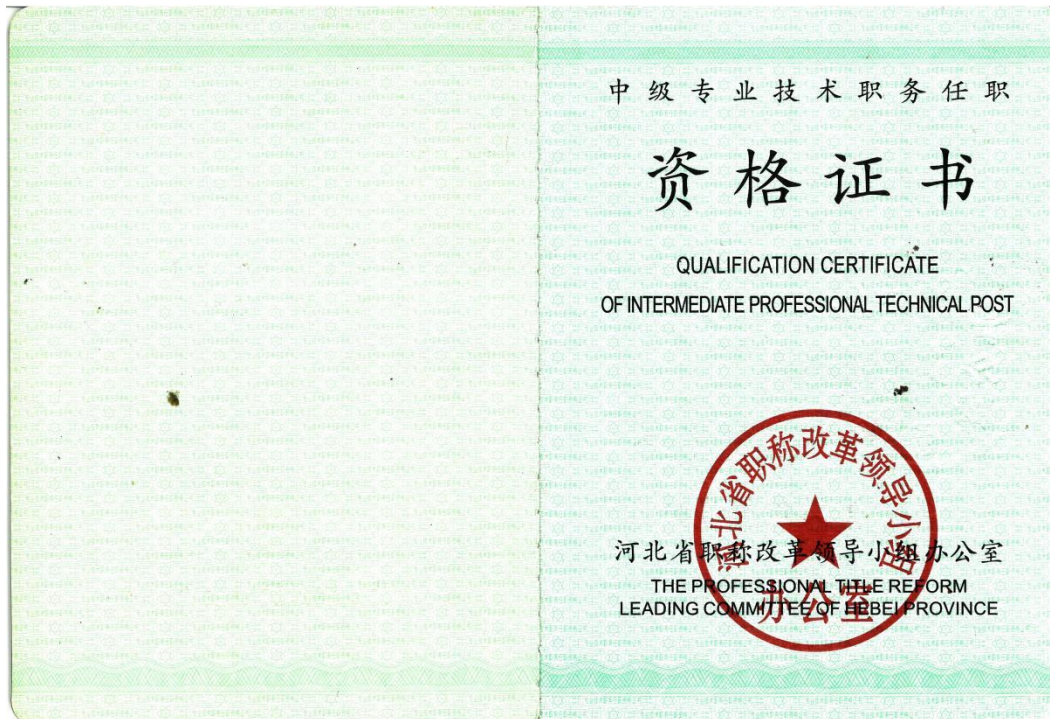 中级专业技术职务任职
资格证书
QUALIFICATION CERTIFICATE
OF INTERMEDIATE PROFESSIONAL TECHNICAL POST
河北省职称改革领导小组
办公室
河北省职称改革领导小组办公室
THE PROFESSIONAL TITLE REFORM
LEADING COMMITTEE OF HEBEI PROVINCE